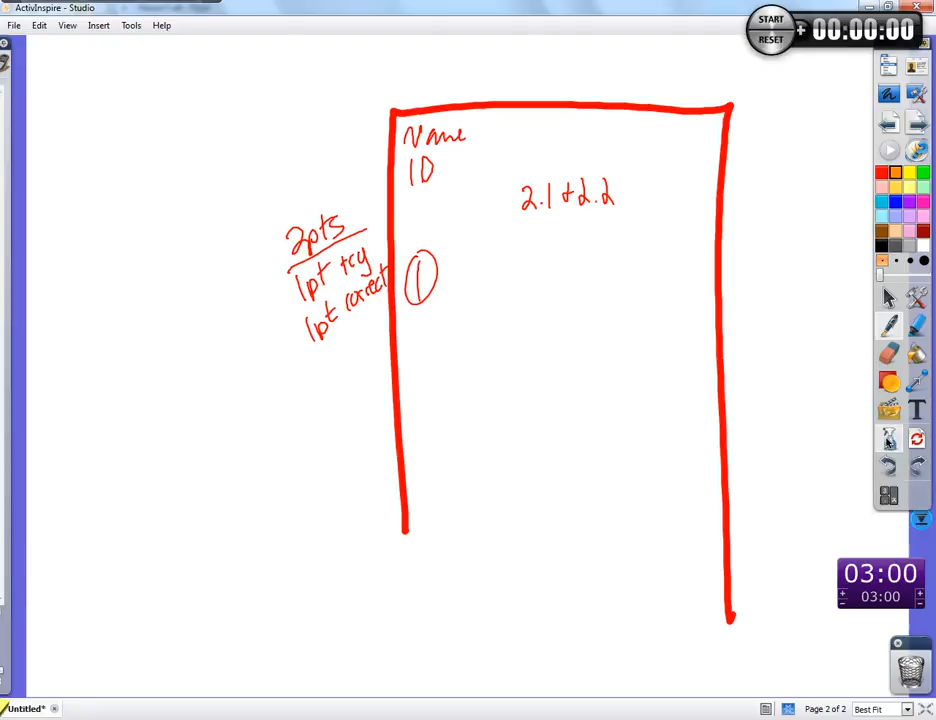 ActivInspire - Studio
File Edit View Insert Tools Help
START
RESET
00:00:00
Name
ID
2.1 + 2.2
2pts
1pt try
1pt correct
1
T
03:00
03:00
Untitled*
Page 2 of 2
Best Fit